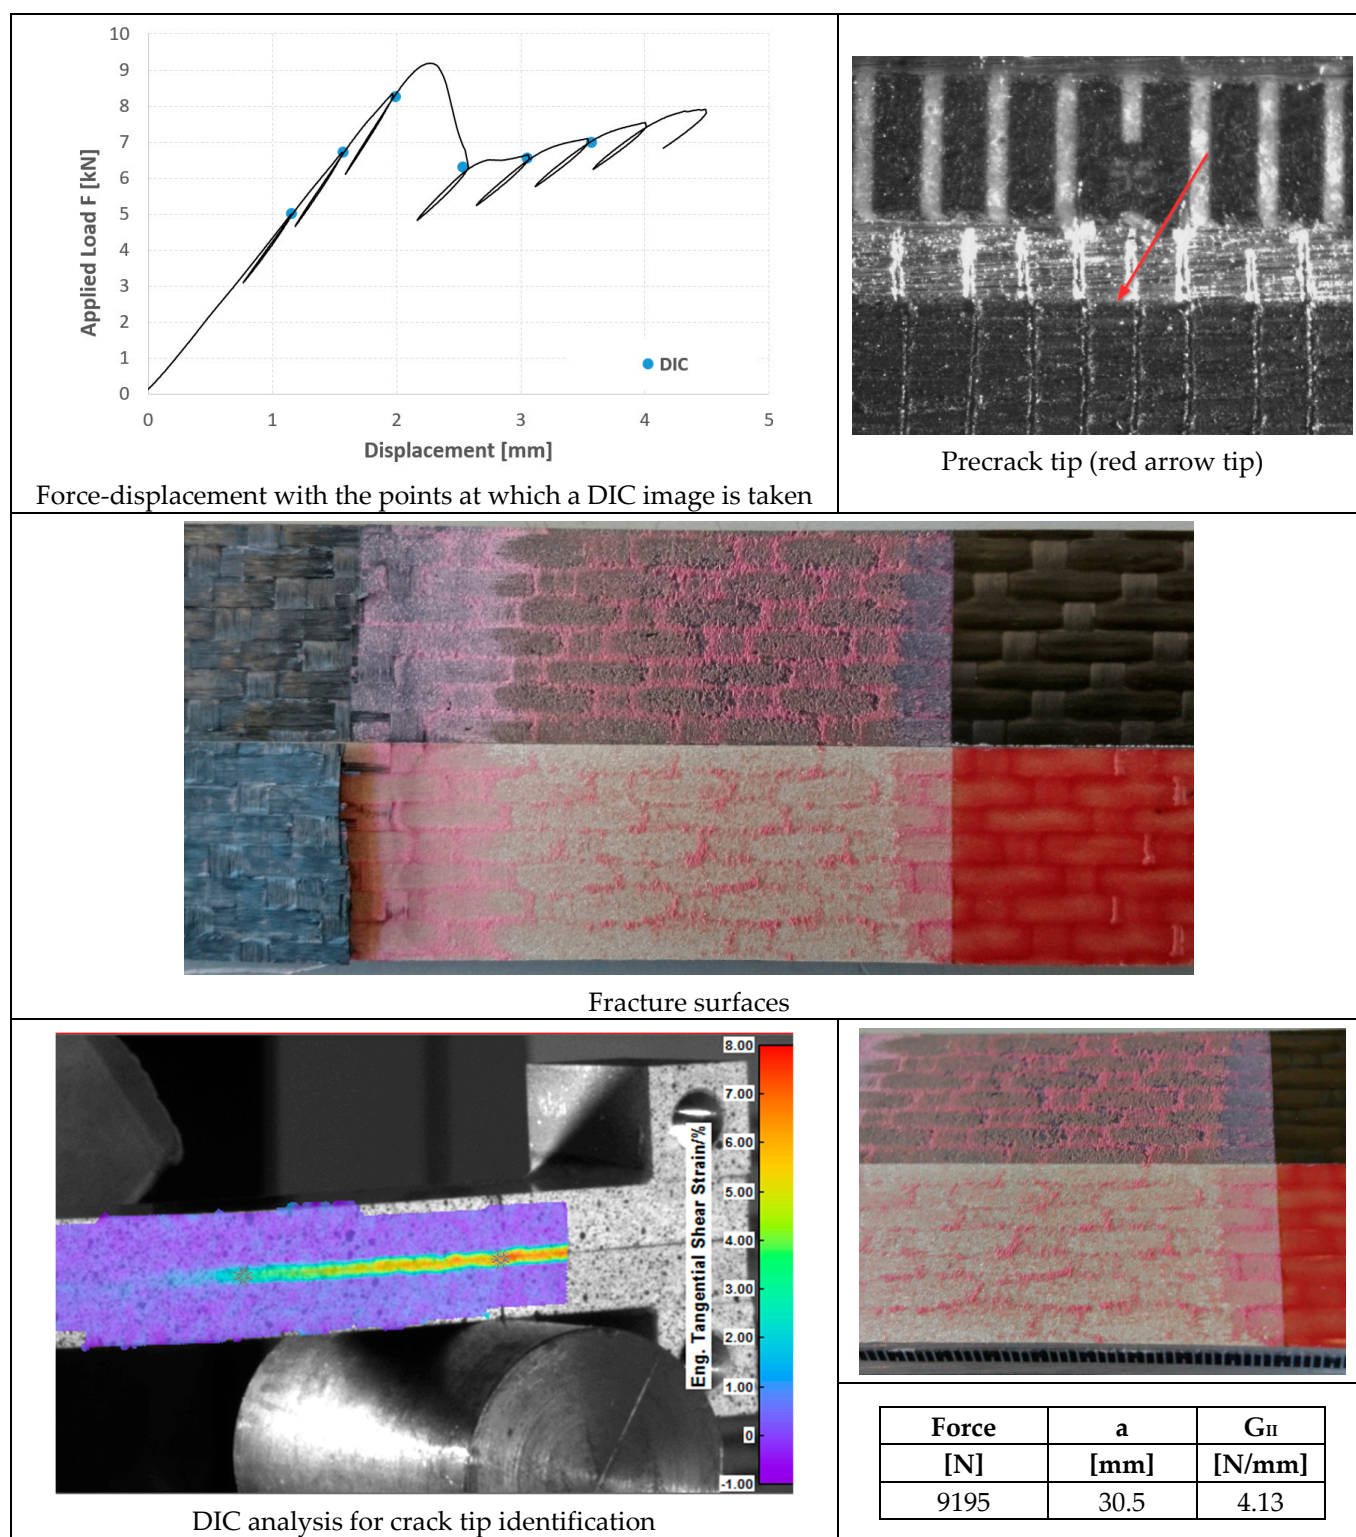 10
9
8
7
6
5
4
3
2
1
0
Applied Load F [kN]
0 1 2 3 4 5
Displacement [mm]
DIC
Force-displacement with the points at which a DIC image is taken
Precrack tip (red arrow tip)
Fracture surfaces
8.00
7.00
6.00
5.00
4.00
3.00
2.00
1.00
0
-1.00
Eng. Tangential Shear Strain/%
DIC analysis for crack tip identification
Force a GII
[N] [mm] [N/mm]
9195 30.5 4.13